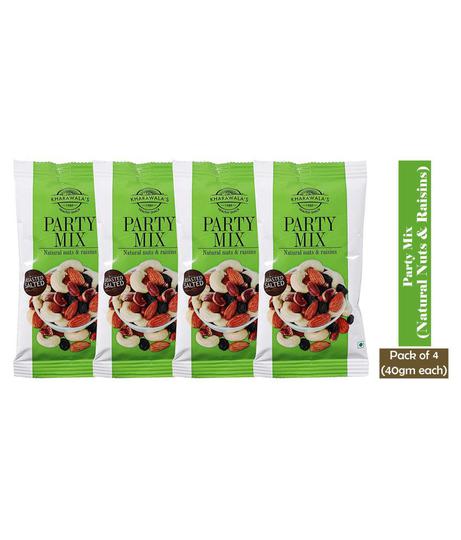 KHARAWALA'S
PARTY
MIX
Natural nuts & raisins
ROASTED
SALTED
KHARAWALA'S
PARTY
MIX
Natural nuts & raisins
ROASTED
SALTED
KHARAWALA'S
PARTY
MIX
Natural nuts & raisins
ROASTED
SALTED
KHARAWALA'S
PARTY
MIX
Natural nuts & raisins
ROASTED
SALTED
Party Mix
(Natural Nuts & Raisins)
Pack of 4
(40gm each)